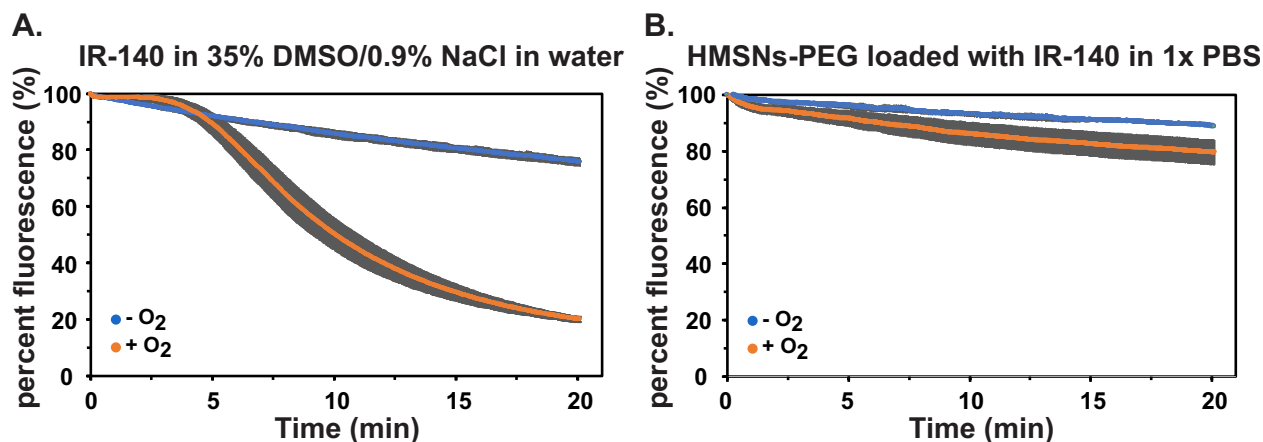 A.
IR-140 in 35% DMSO/0.9% NaCl in water
percent fluorescence (%)
100
80
60
40
20
0
- O2
+ O2
0 5 10 15 20
Time (min)
B.
HMSNs-PEG loaded with IR-140 in 1x PBS
percent fluorescence (%)
100
80
60
40
20
0
- O2
+ O2
0 5 10 15 20
Time (min)